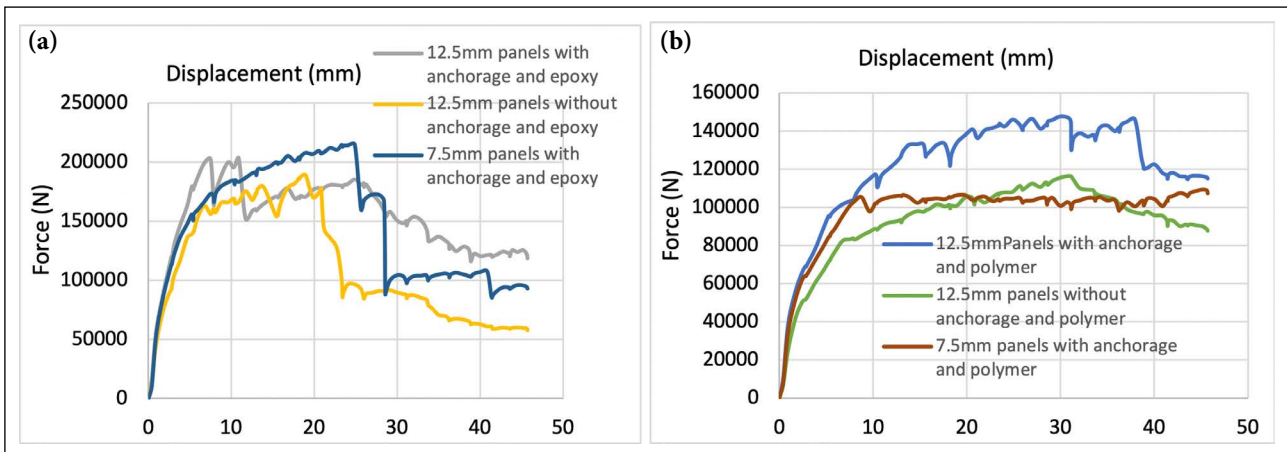 (a)
Displacement (mm)
12.5mm panels with
anchorage and epoxy
12.5mm panels without
anchorage and epoxy
7.5mm panels with
anchorage and epoxy
Force (N)
250000
200000
150000
100000
50000
0
0 10 20 30 40 50
(b)
Displacement (mm)
Force (N)
160000
140000
120000
100000
80000
60000
40000
20000
0
12.5mmPanels with anchorage
and polymer
12.5mm panels without
anchorage and polymer
7.5mm panels with anchorage
and polymer
0 10 20 30 40 50